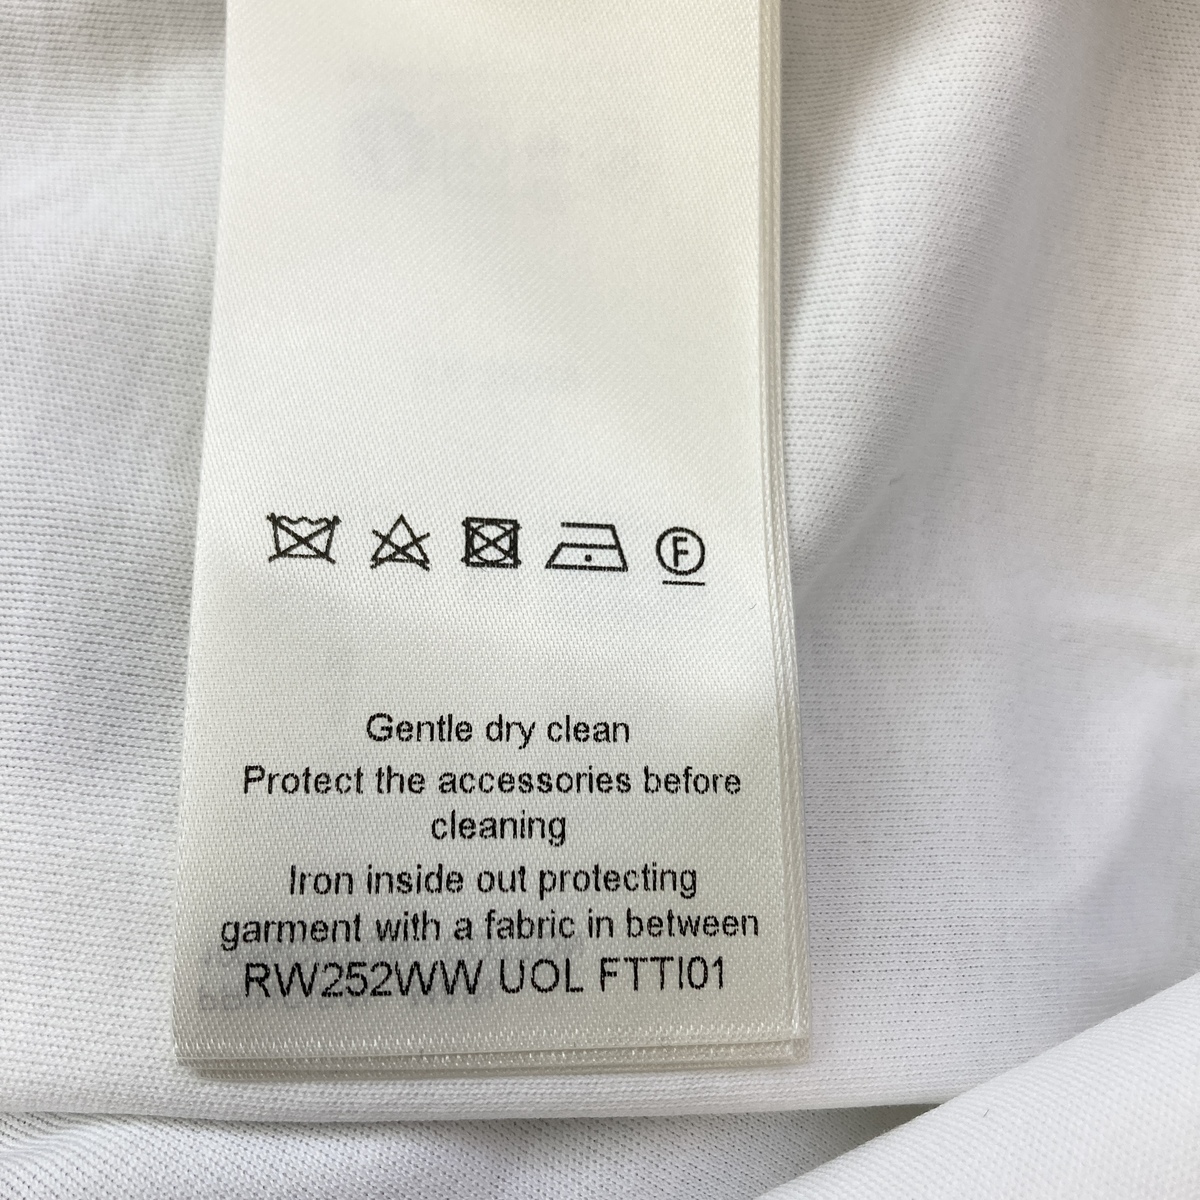 F
Gentle dry clean
Protect the accessories before
cleaning
Iron inside out protecting
garment with a fabric in between
RW252WW UOL FTTI01